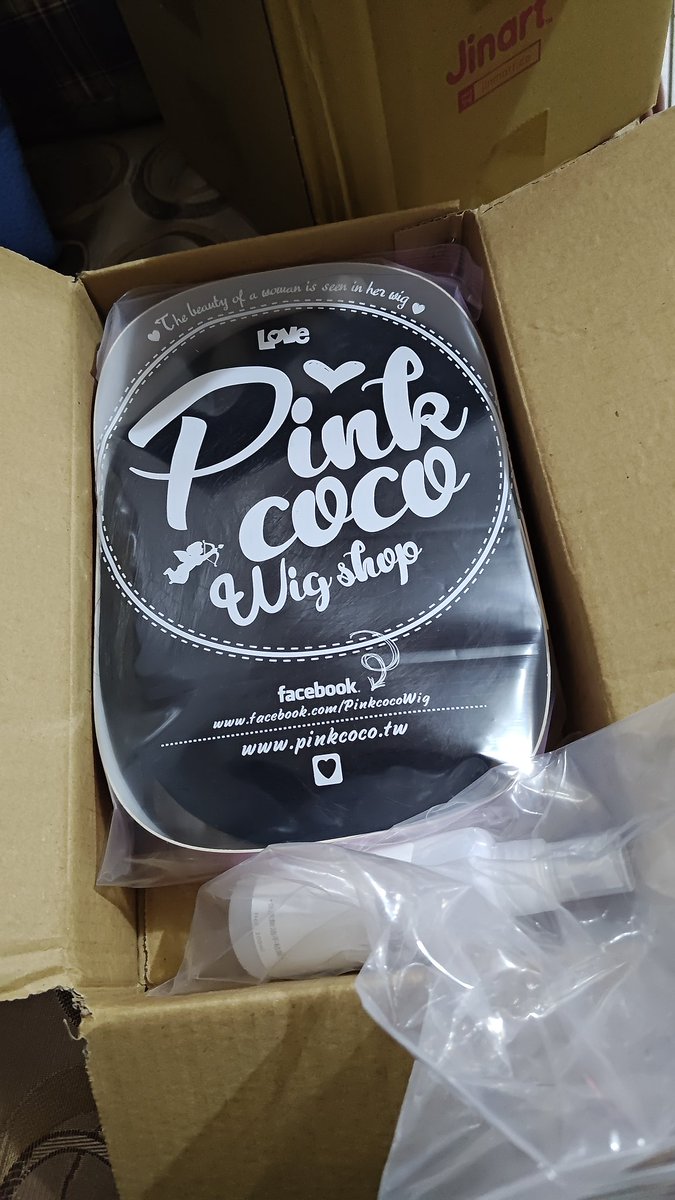 Jinart
The beauty of a woman is seen in her wig
LOVE
Pink
coco
Wig shop
facebook.
www.facebook.com/PinkcocoWig
www.pinkcoco.tw